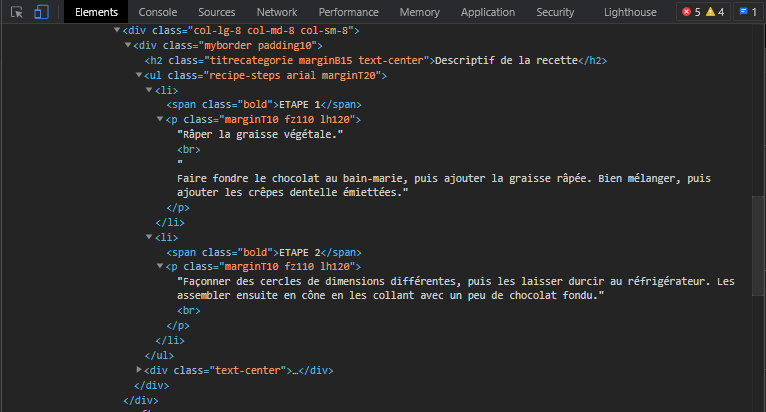 Elements Console Sources Network Performance Memory Application Security Lighthouse 5 4 1
<div class="col-lg-8 col-md-8 col-sm-8">
<div class="myborder padding10">
<h2 class="titrecategorie marginB15 text-center">Descriptif de la recette</h2>
<ul class="recipe-steps arial marginT20">
<li>
<span class="bold">ETAPE 1</span>
<p class="marginT10 fz110 lh120">
"Râper la graisse végétale."
<br>
"
Faire fondre le chocolat au bain-marie, puis ajouter la graisse râpée. Bien mélanger, puis
ajouter les crêpes dentelle émiettées."
</p>
</li>
<li>
<span class="bold">ETAPE 2</span>
<p class="marginT10 fz110 lh120">
"Façonner des cercles de dimensions différentes, puis les laisser durcir au réfrigérateur. Les
assembler ensuite en cône en les collant avec un peu de chocolat fondu."
<br>
</p>
</li>
</ul>
<div class="text-center">…</div>
</div>
</div>